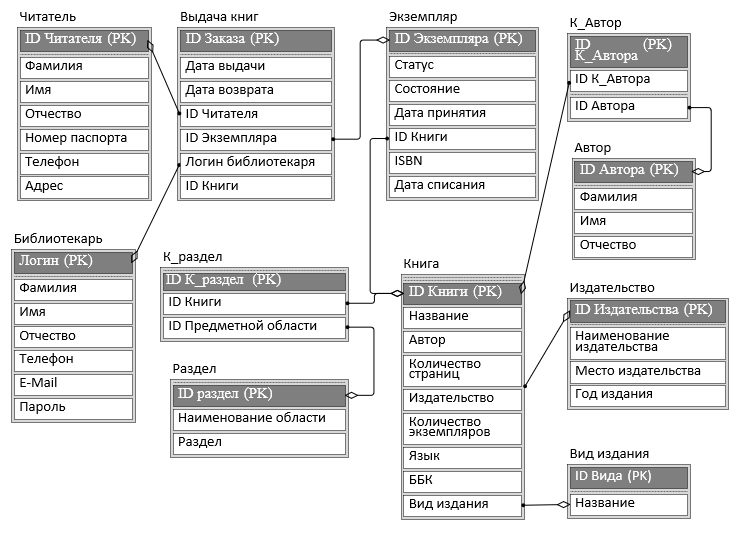 Читатель
ID Читателя (PK)
Фамилия
Имя
Отчество
Номер паспорта
Телефон
Адрес
Выдача книг
ID Заказа (PK)
Дата выдачи
Дата возврата
ID Читателя
ID Экземпляра
Логин библиотекаря
ID Книги
Экземпляр
ID Экземпляра (PK)
Статус
Состояние
Дата принятия
ID Книги
ISBN
Дата списания
К_Автор
ID (PK)
К_Автора
ID К_Автора
ID Автора
Автор
ID Автора (PK)
Фамилия
Имя
Отчество
Библиотекарь
Логин (PK)
Фамилия
Имя
Отчество
Телефон
E-Mail
Пароль
К_раздел
ID К_раздел (PK)
ID Книги
ID Предметной области
Раздел
ID раздел (PK)
Наименование области
Раздел
Книга
ID Книги (PK)
Название
Автор
Количество
страниц
Издательство
Количество
экземпляров
Язык
ББК
Вид издания
Издательство
ID Издательства (PK)
Наименование
издательства
Место издательства
Год издания
Вид издания
ID Вида (PK)
Название